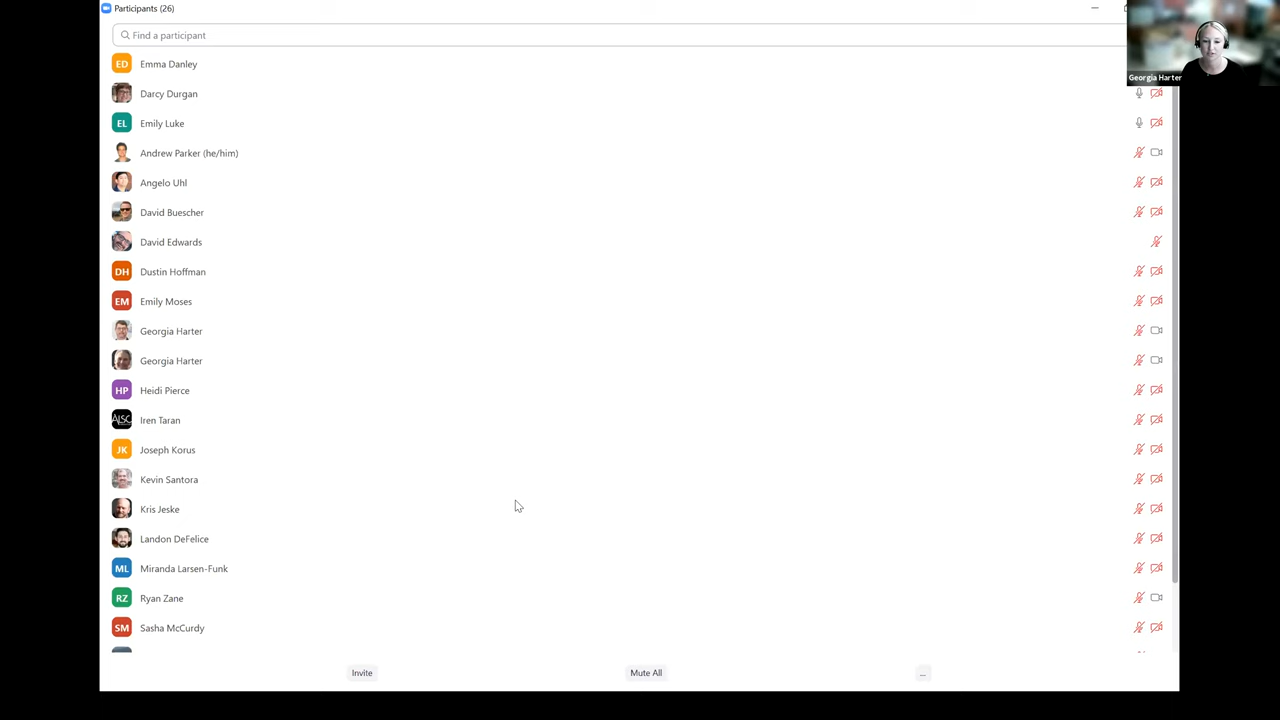 Participants (26)
Find a participant
Georgia Harter
ED Emma Danley
Darcy Durgan
EL Emily Luke
Andrew Parker (he/him)
Angelo Uhl
David Buescher
David Edwards
DH Dustin Hoffman
EM Emily Moses
Georgia Harter
Georgia Harter
HP Heidi Pierce
ALSC Iren Taran
JK Joseph Korus
Kevin Santora
Kris Jeske
Landon DeFelice
ML Miranda Larsen-Funk
RZ Ryan Zane
SM Sasha McCurdy
Invite
Mute All
...